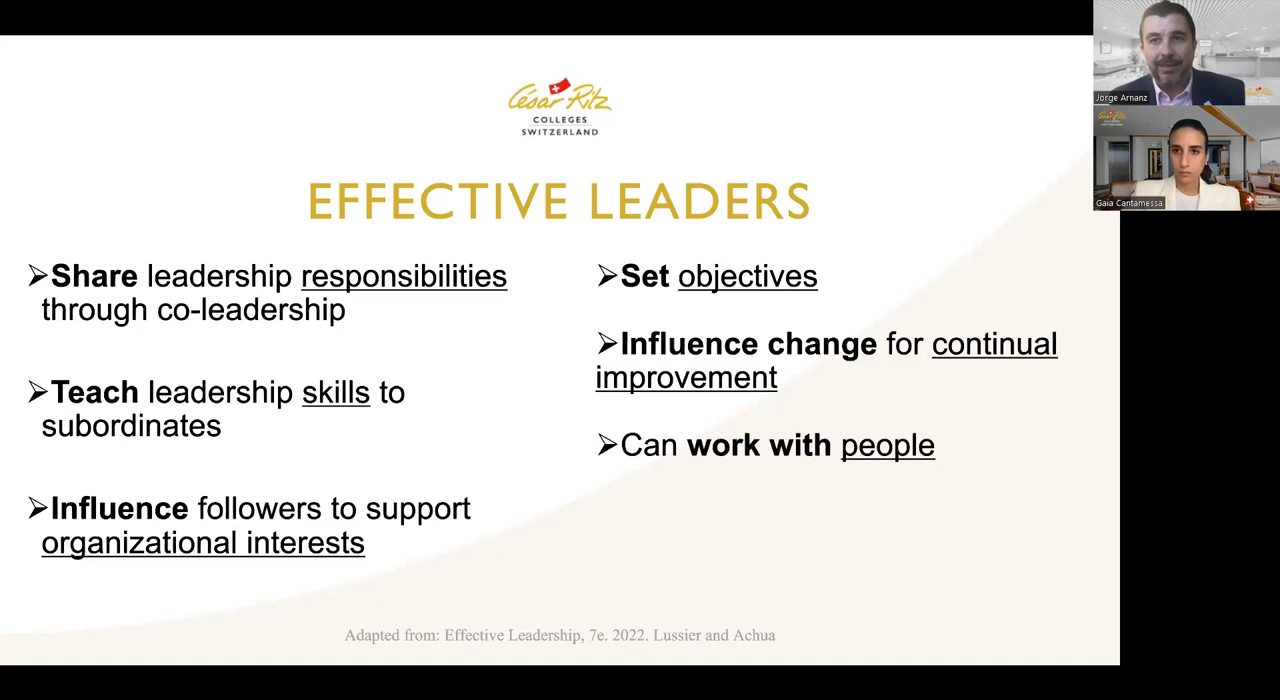 César Ritz
COLLEGES
SWITZERLAND
EFFECTIVE LEADERS
➢Share leadership responsibilities
through co-leadership
➢Teach leadership skills to
subordinates
➢Influence followers to support
organizational interests
➢Set objectives
➢Influence change for continual
improvement
➢Can work with people
Adapted from: Effective Leadership, 7e. 2022. Lussier and Achua
Jorge Arnanz
César Ritz
Gaia Cantamessa